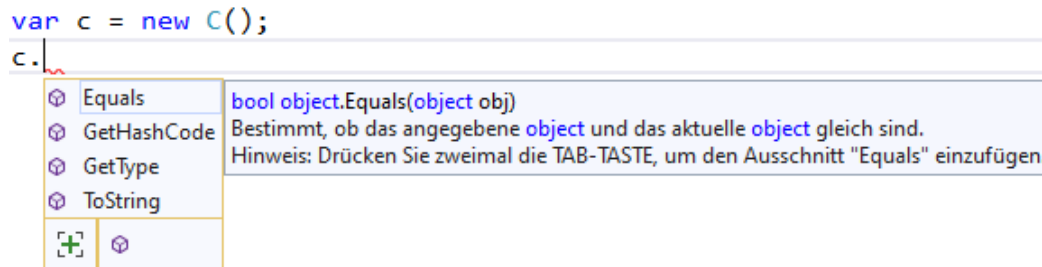 var c = new C();
c.
Equals
GetHashCode
GetType
ToString
bool object.Equals(object obj)
Bestimmt, ob das angegebene object und das aktuelle object gleich sind.
Hinweis: Drücken Sie zweimal die TAB-TASTE, um den Ausschnitt "Equals" einzufügen